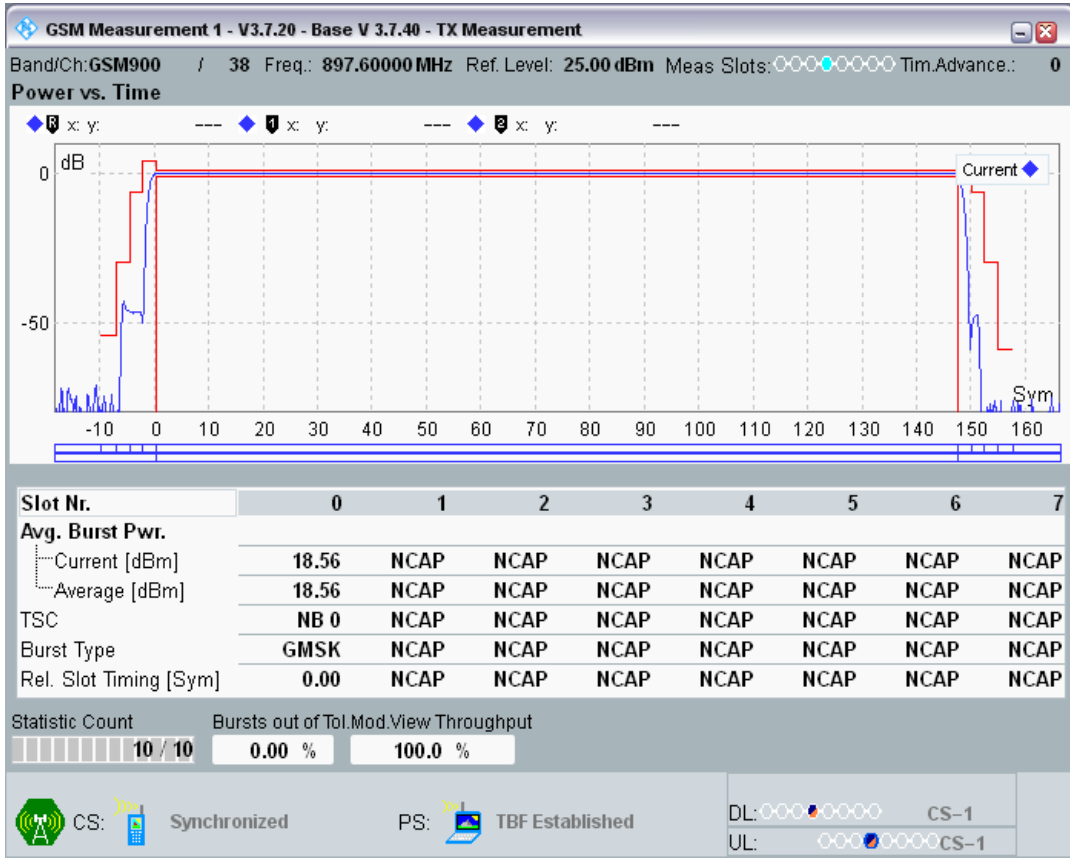 GSM Measurement 1 - V3.7.20 - Base V 3.7.40 - TX Measurement
Band/Ch:GSM900 / 38 Freq.: 897.60000 MHz Ref. Level: 25.00 dBm Meas Slots: Tim.Advance.: 0
Power vs. Time
R x: y: --- 1 x: y: --- 2 x: y: ---
dB
Current
0
-50
Sym
-10 0 10 20 30 40 50 60 70 80 90 100 110 120 130 140 150 160
Slot Nr. 0 1 2 3 4 5 6 7
Avg. Burst Pwr.
Current [dBm] 18.56 NCAP NCAP NCAP NCAP NCAP NCAP NCAP
Average [dBm] 18.56 NCAP NCAP NCAP NCAP NCAP NCAP NCAP
TSC NB 0 NCAP NCAP NCAP NCAP NCAP NCAP NCAP
Burst Type GMSK NCAP NCAP NCAP NCAP NCAP NCAP NCAP
Rel. Slot Timing [Sym] 0.00 NCAP NCAP NCAP NCAP NCAP NCAP NCAP
Statistic Count Bursts out of Tol.Mod.View Throughput
10 / 10 0.00 % 100.0 %
CS: Synchronized PS: TBF Established
DL: CS-1
UL: CS-1